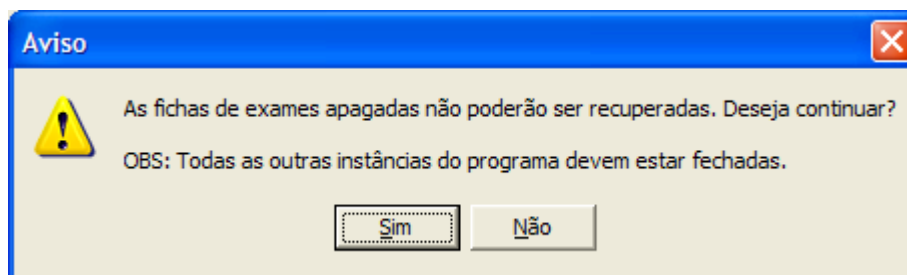 Aviso
As fichas de exames apagadas não poderão ser recuperadas. Deseja continuar?
OBS: Todas as outras instâncias do programa devem estar fechadas.
Sim
Não